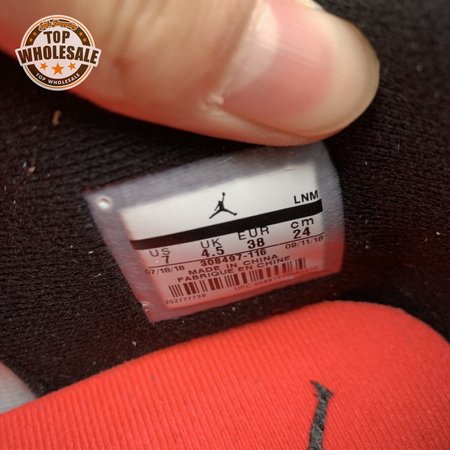 TOP
WHOLESALE
TOP WHOLESALE
LNM
US UK EUR cm
7 4.5 38 24
07/18/18 308497-116 09/11/18
MADE IN CHINA
FABRIQUE EN CHINE